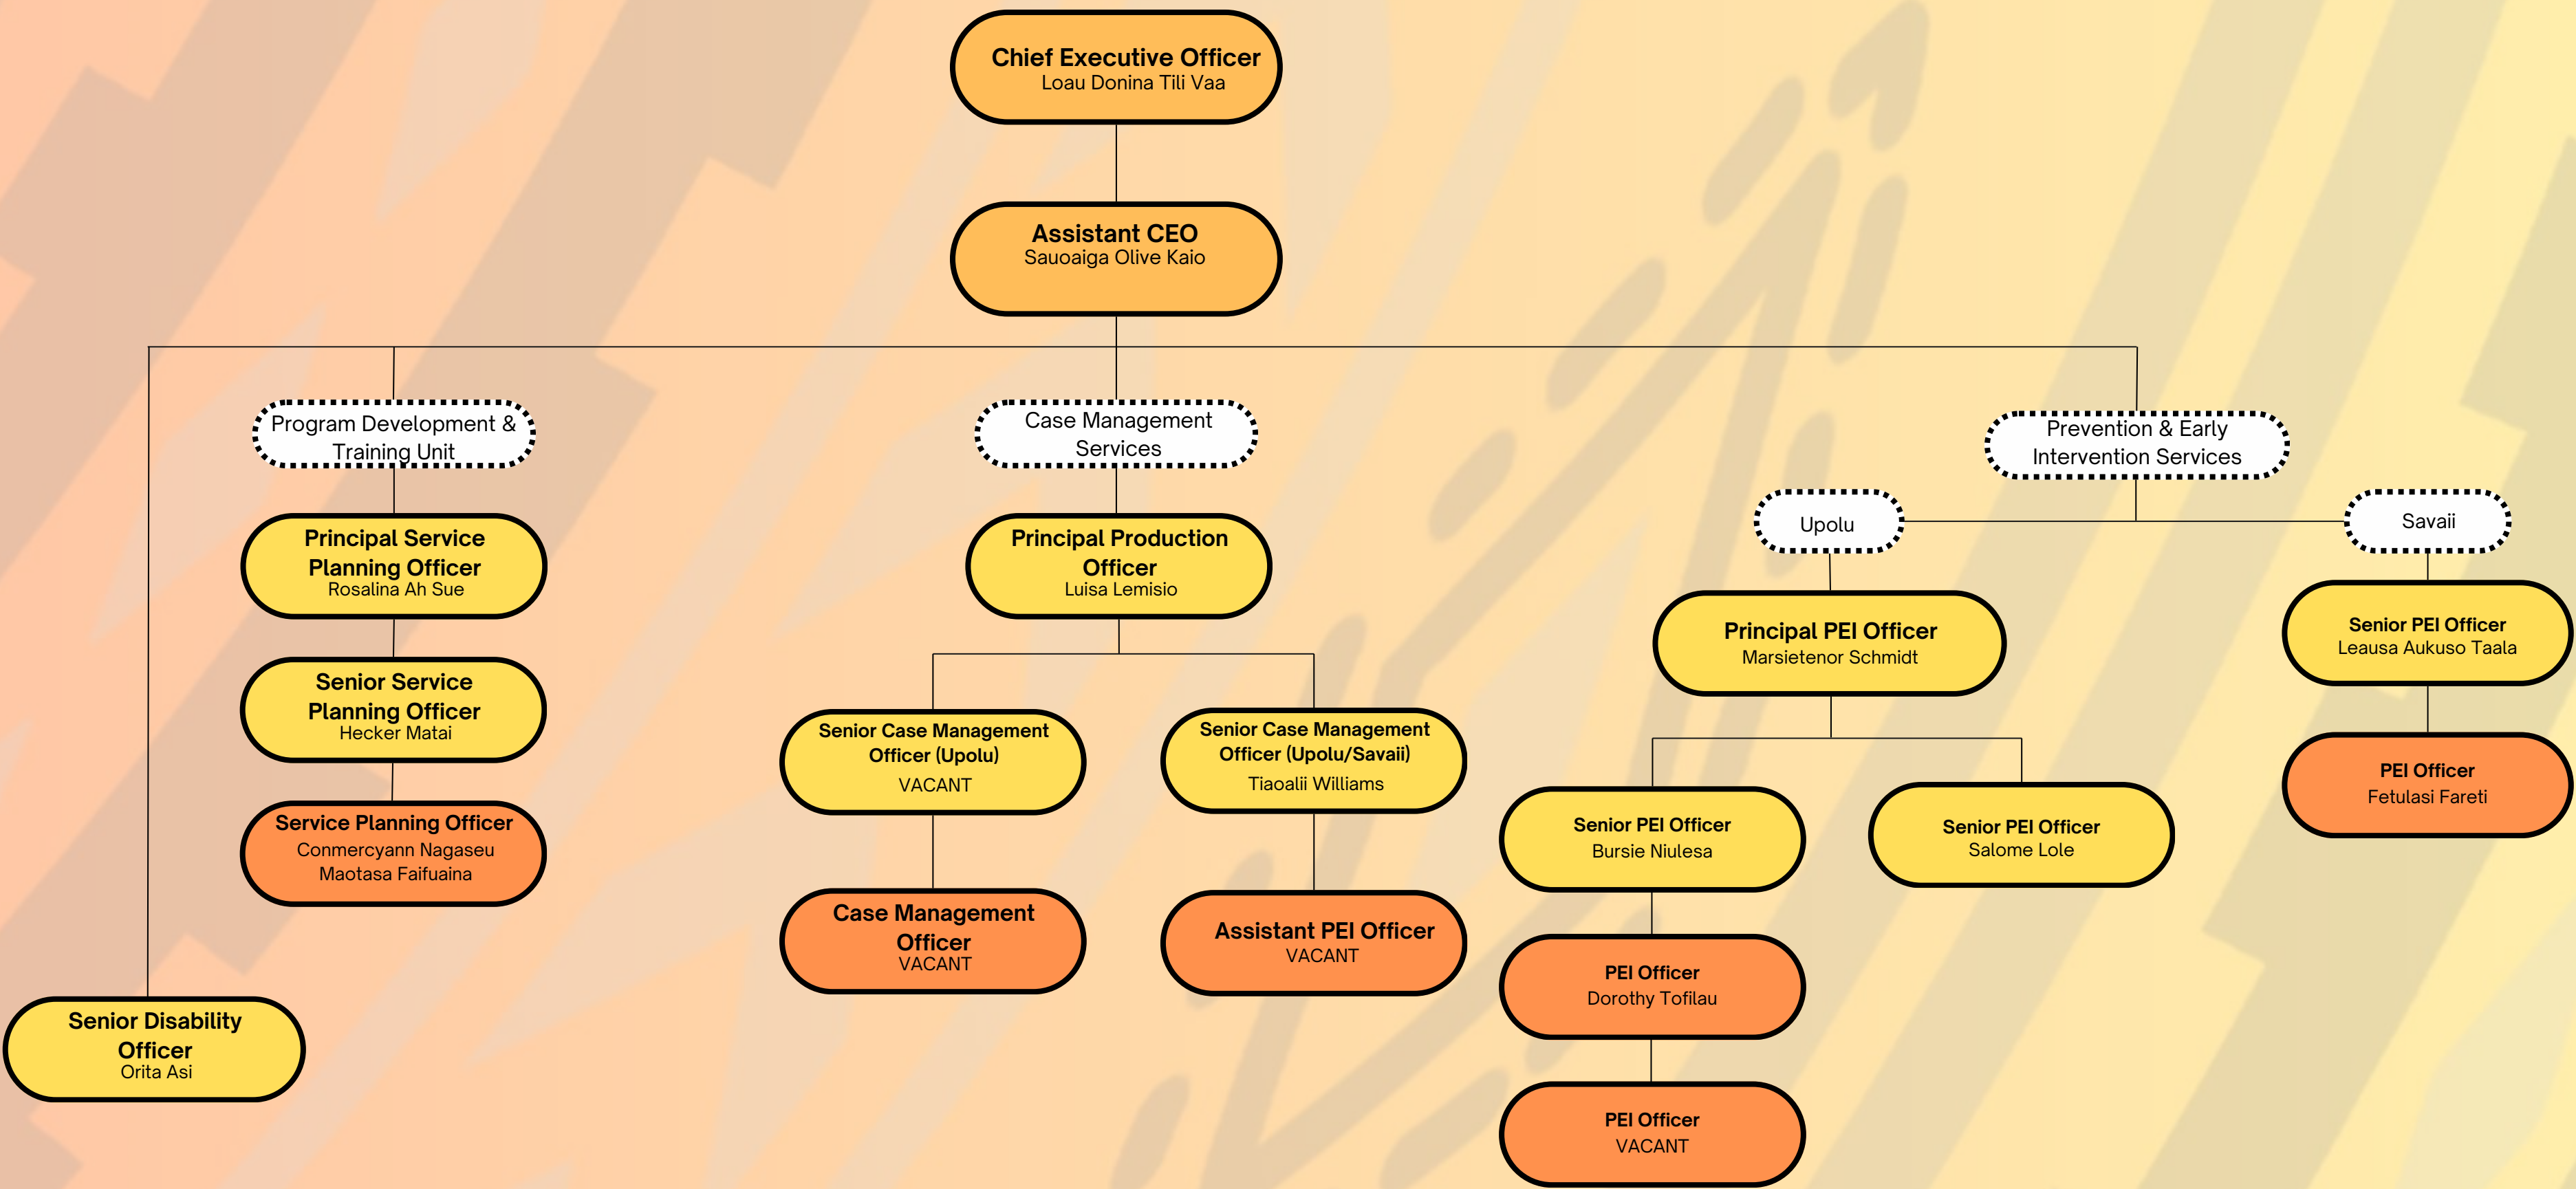 Chief Executive Officer
Loau Donina Tili Vaa
Assistant CEO
Sauoaiga Olive Kaio
Program Development &
Training Unit
Principal Service
Planning Officer
Rosalina Ah Sue
Senior Service
Planning Officer
Hecker Matai
Service Planning Officer
Conmercyann Nagaseu
Maotasa Faifuaina
Senior Disability
Officer
Orita Asi
Case Management
Services
Principal Production
Officer
Luisa Lemisio
Senior Case Management
Officer (Upolu)
VACANT
Case Management
Officer
VACANT
Senior Case Management
Officer (Upolu/Savaii)
Tiaoalii Williams
Assistant PEI Officer
VACANT
Prevention & Early
Intervention Services
Upolu
Principal PEI Officer
Marsietenor Schmidt
Senior PEI Officer
Bursie Niulesa
PEI Officer
Dorothy Tofilau
PEI Officer
VACANT
Senior PEI Officer
Salome Lole
Savaii
Senior PEI Officer
Leausa Aukuso Taala
PEI Officer
Fetulasi Fareti